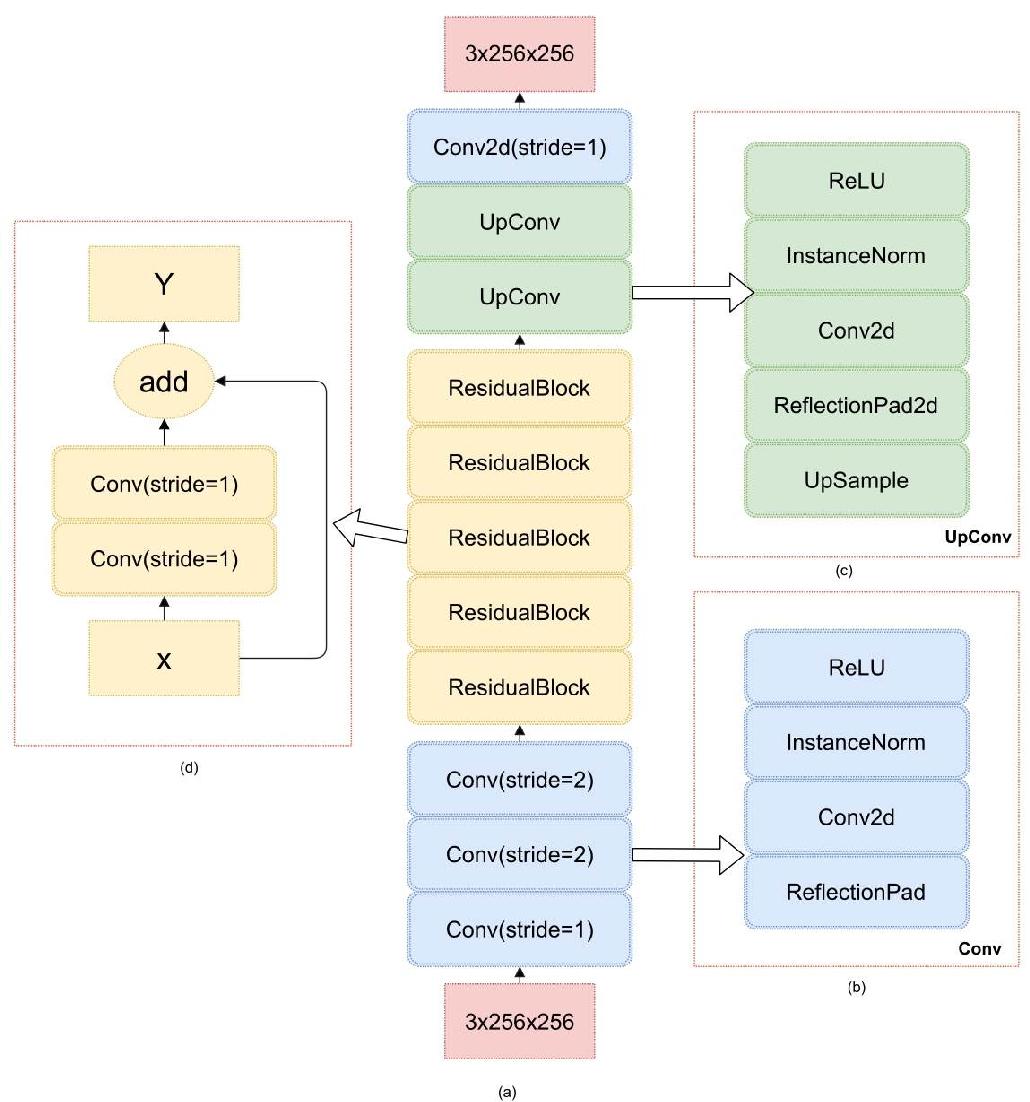 3x256x256
Conv2d(stride=1)
UpConv
UpConv
ResidualBlock
ResidualBlock
ResidualBlock
ResidualBlock
ResidualBlock
Conv(stride=2)
Conv(stride=2)
Conv(stride=1)
3x256x256
(a)
Y
add
Conv(stride=1)
Conv(stride=1)
x
(d)
ReLU
InstanceNorm
Conv2d
ReflectionPad2d
UpSample
UpConv
(c)
ReLU
InstanceNorm
Conv2d
ReflectionPad
Conv
(b)